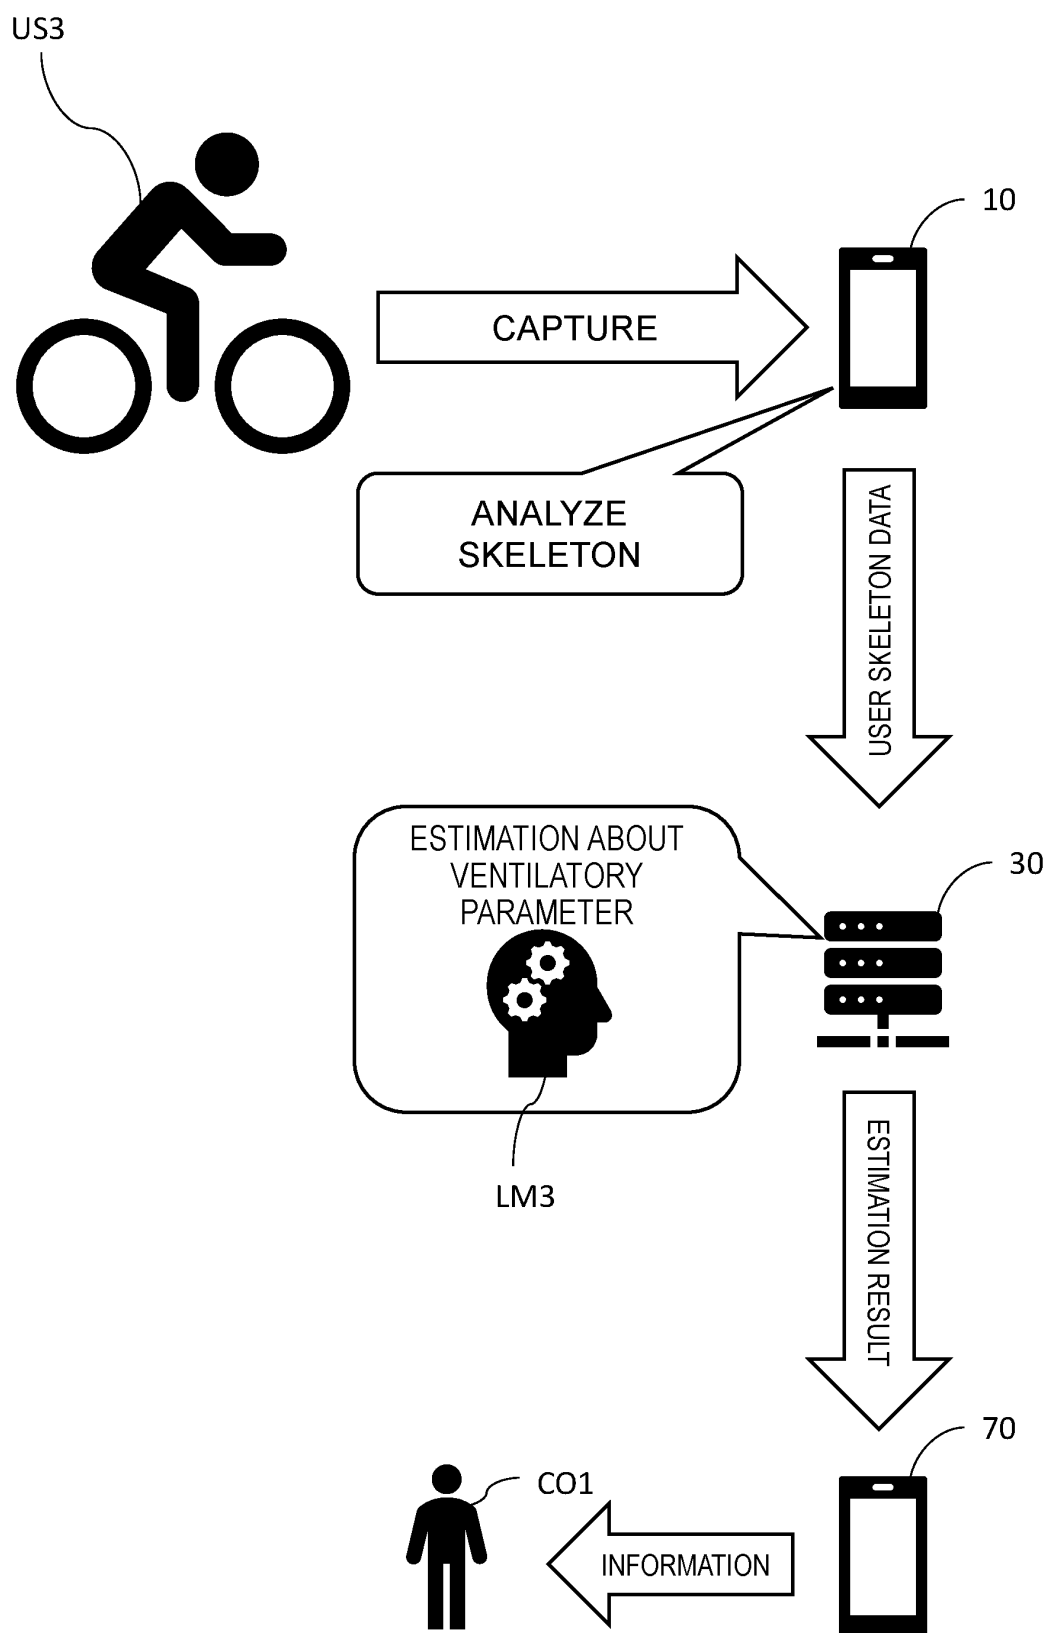 US3
10
CAPTURE
ANALYZE
SKELETON
USER SKELETON DATA
ESTIMATION ABOUT
VENTILATORY
PARAMETER
30
LM3
ESTIMATION RESULT
70
CO1
INFORMATION